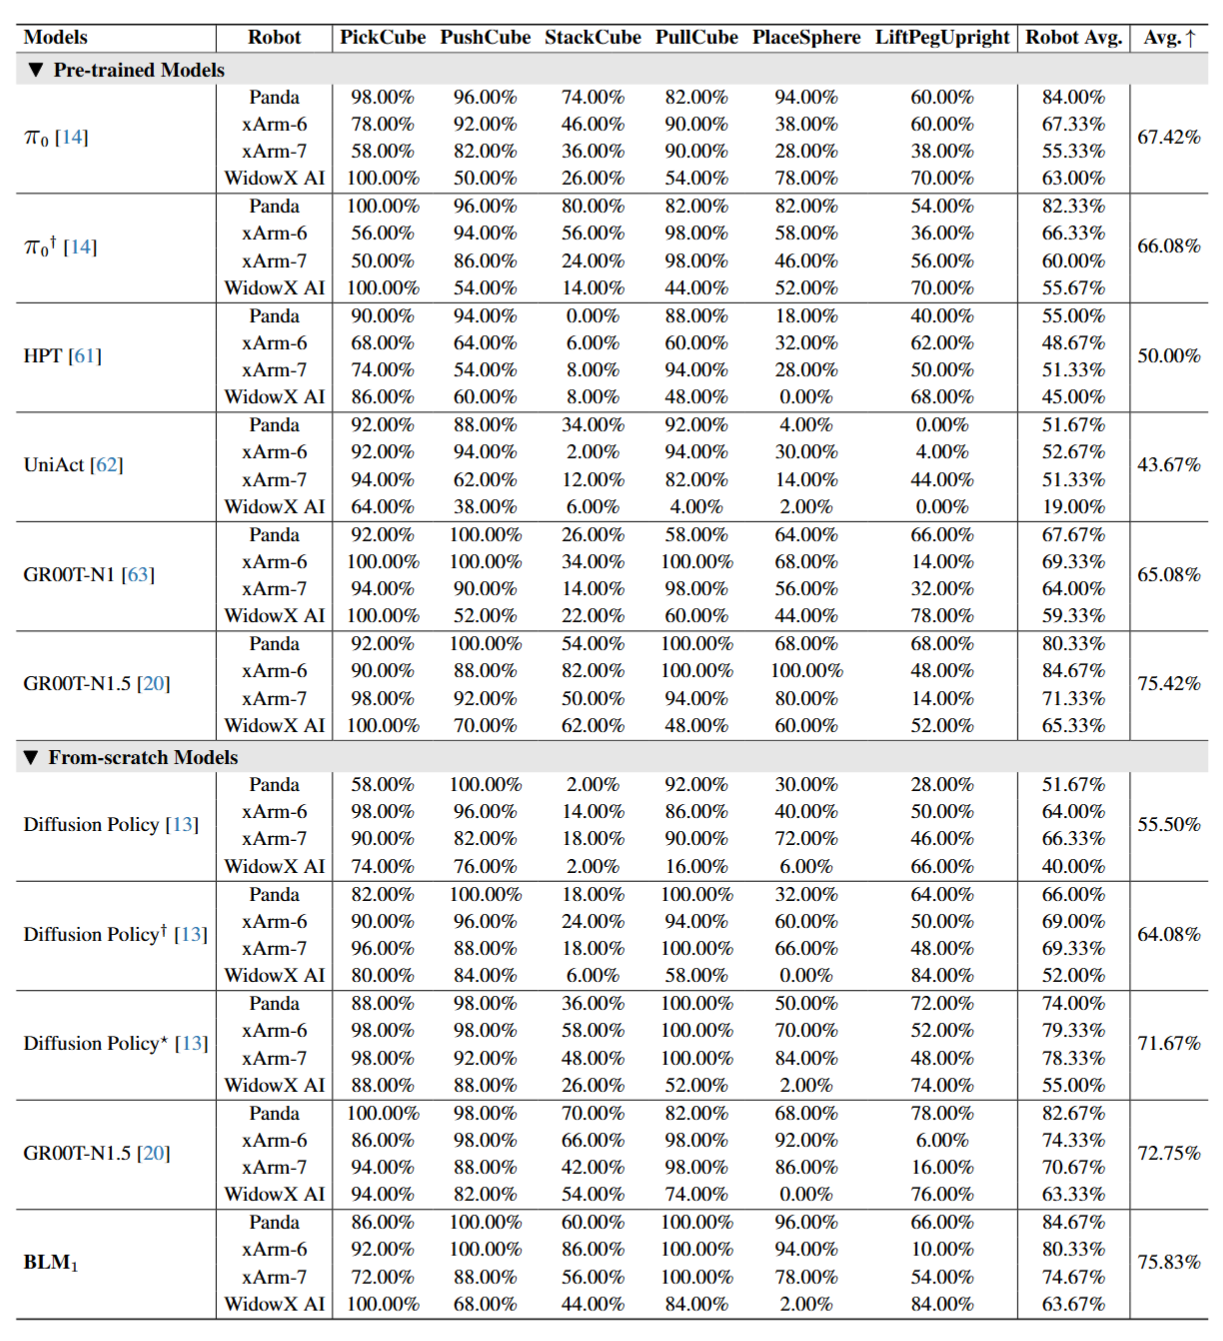 Models Robot PickCube PushCube StackCube PullCube PlaceSphere LiftPegUpright Robot Avg. Avg. ↑
▼ Pre-trained Models
π₀ [14] 67.42%
Panda 98.00% 96.00% 74.00% 82.00% 94.00% 60.00% 84.00%
xArm-6 78.00% 92.00% 46.00% 90.00% 38.00% 60.00% 67.33%
xArm-7 58.00% 82.00% 36.00% 90.00% 28.00% 38.00% 55.33%
WidowX AI 100.00% 50.00% 26.00% 54.00% 78.00% 70.00% 63.00%
π₀† [14] 66.08%
Panda 100.00% 96.00% 80.00% 82.00% 82.00% 54.00% 82.33%
xArm-6 56.00% 94.00% 56.00% 98.00% 58.00% 36.00% 66.33%
xArm-7 50.00% 86.00% 24.00% 98.00% 46.00% 56.00% 60.00%
WidowX AI 100.00% 54.00% 14.00% 44.00% 52.00% 70.00% 55.67%
HPT [61] 50.00%
Panda 90.00% 94.00% 0.00% 88.00% 18.00% 40.00% 55.00%
xArm-6 68.00% 64.00% 6.00% 60.00% 32.00% 62.00% 48.67%
xArm-7 74.00% 54.00% 8.00% 94.00% 28.00% 50.00% 51.33%
WidowX AI 86.00% 60.00% 8.00% 48.00% 0.00% 68.00% 45.00%
UniAct [62] 43.67%
Panda 92.00% 88.00% 34.00% 92.00% 4.00% 0.00% 51.67%
xArm-6 92.00% 94.00% 2.00% 94.00% 30.00% 4.00% 52.67%
xArm-7 94.00% 62.00% 12.00% 82.00% 14.00% 44.00% 51.33%
WidowX AI 64.00% 38.00% 6.00% 4.00% 2.00% 0.00% 19.00%
GR00T-N1 [63] 65.08%
Panda 92.00% 100.00% 26.00% 58.00% 64.00% 66.00% 67.67%
xArm-6 100.00% 100.00% 34.00% 100.00% 68.00% 14.00% 69.33%
xArm-7 94.00% 90.00% 14.00% 98.00% 56.00% 32.00% 64.00%
WidowX AI 100.00% 52.00% 22.00% 60.00% 44.00% 78.00% 59.33%
GR00T-N1.5 [20] 75.42%
Panda 92.00% 100.00% 54.00% 100.00% 68.00% 68.00% 80.33%
xArm-6 90.00% 88.00% 82.00% 100.00% 100.00% 48.00% 84.67%
xArm-7 98.00% 92.00% 50.00% 94.00% 80.00% 14.00% 71.33%
WidowX AI 100.00% 70.00% 62.00% 48.00% 60.00% 52.00% 65.33%
▼ From-scratch Models
Diffusion Policy [13] 55.50%
Panda 58.00% 100.00% 2.00% 92.00% 30.00% 28.00% 51.67%
xArm-6 98.00% 96.00% 14.00% 86.00% 40.00% 50.00% 64.00%
xArm-7 90.00% 82.00% 18.00% 90.00% 72.00% 46.00% 66.33%
WidowX AI 74.00% 76.00% 2.00% 16.00% 6.00% 66.00% 40.00%
Diffusion Policy† [13] 64.08%
Panda 82.00% 100.00% 18.00% 100.00% 32.00% 64.00% 66.00%
xArm-6 90.00% 96.00% 24.00% 94.00% 60.00% 50.00% 69.00%
xArm-7 96.00% 88.00% 18.00% 100.00% 66.00% 48.00% 69.33%
WidowX AI 80.00% 84.00% 6.00% 58.00% 0.00% 84.00% 52.00%
Diffusion Policy⋆ [13] 71.67%
Panda 88.00% 98.00% 36.00% 100.00% 50.00% 72.00% 74.00%
xArm-6 98.00% 98.00% 58.00% 100.00% 70.00% 52.00% 79.33%
xArm-7 98.00% 92.00% 48.00% 100.00% 84.00% 48.00% 78.33%
WidowX AI 88.00% 88.00% 26.00% 52.00% 2.00% 74.00% 55.00%
GR00T-N1.5 [20] 72.75%
Panda 100.00% 98.00% 70.00% 82.00% 68.00% 78.00% 82.67%
xArm-6 86.00% 98.00% 66.00% 98.00% 92.00% 6.00% 74.33%
xArm-7 94.00% 88.00% 42.00% 98.00% 86.00% 16.00% 70.67%
WidowX AI 94.00% 82.00% 54.00% 74.00% 0.00% 76.00% 63.33%
BLM₁ 75.83%
Panda 86.00% 100.00% 60.00% 100.00% 96.00% 66.00% 84.67%
xArm-6 92.00% 100.00% 86.00% 100.00% 94.00% 10.00% 80.33%
xArm-7 72.00% 88.00% 56.00% 100.00% 78.00% 54.00% 74.67%
WidowX AI 100.00% 68.00% 44.00% 84.00% 2.00% 84.00% 63.67%